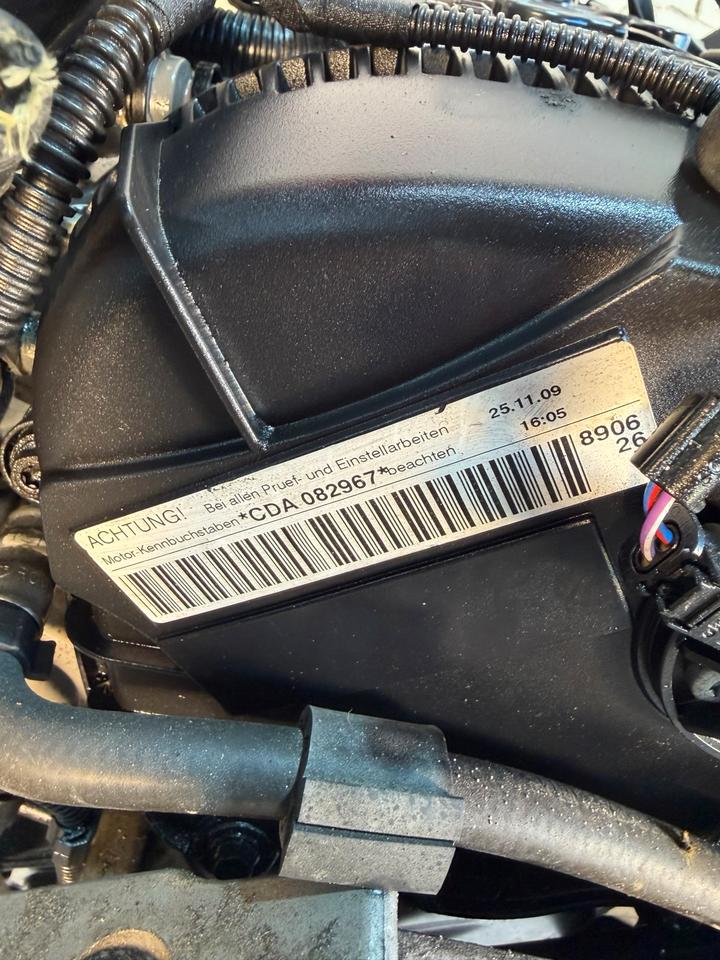 ACHTUNG! Bei allen Pruef- und Einstellarbeiten
Motor-Kennbuchstaben *CDA 082967* beachten
25.11.09
16:05
8906
26